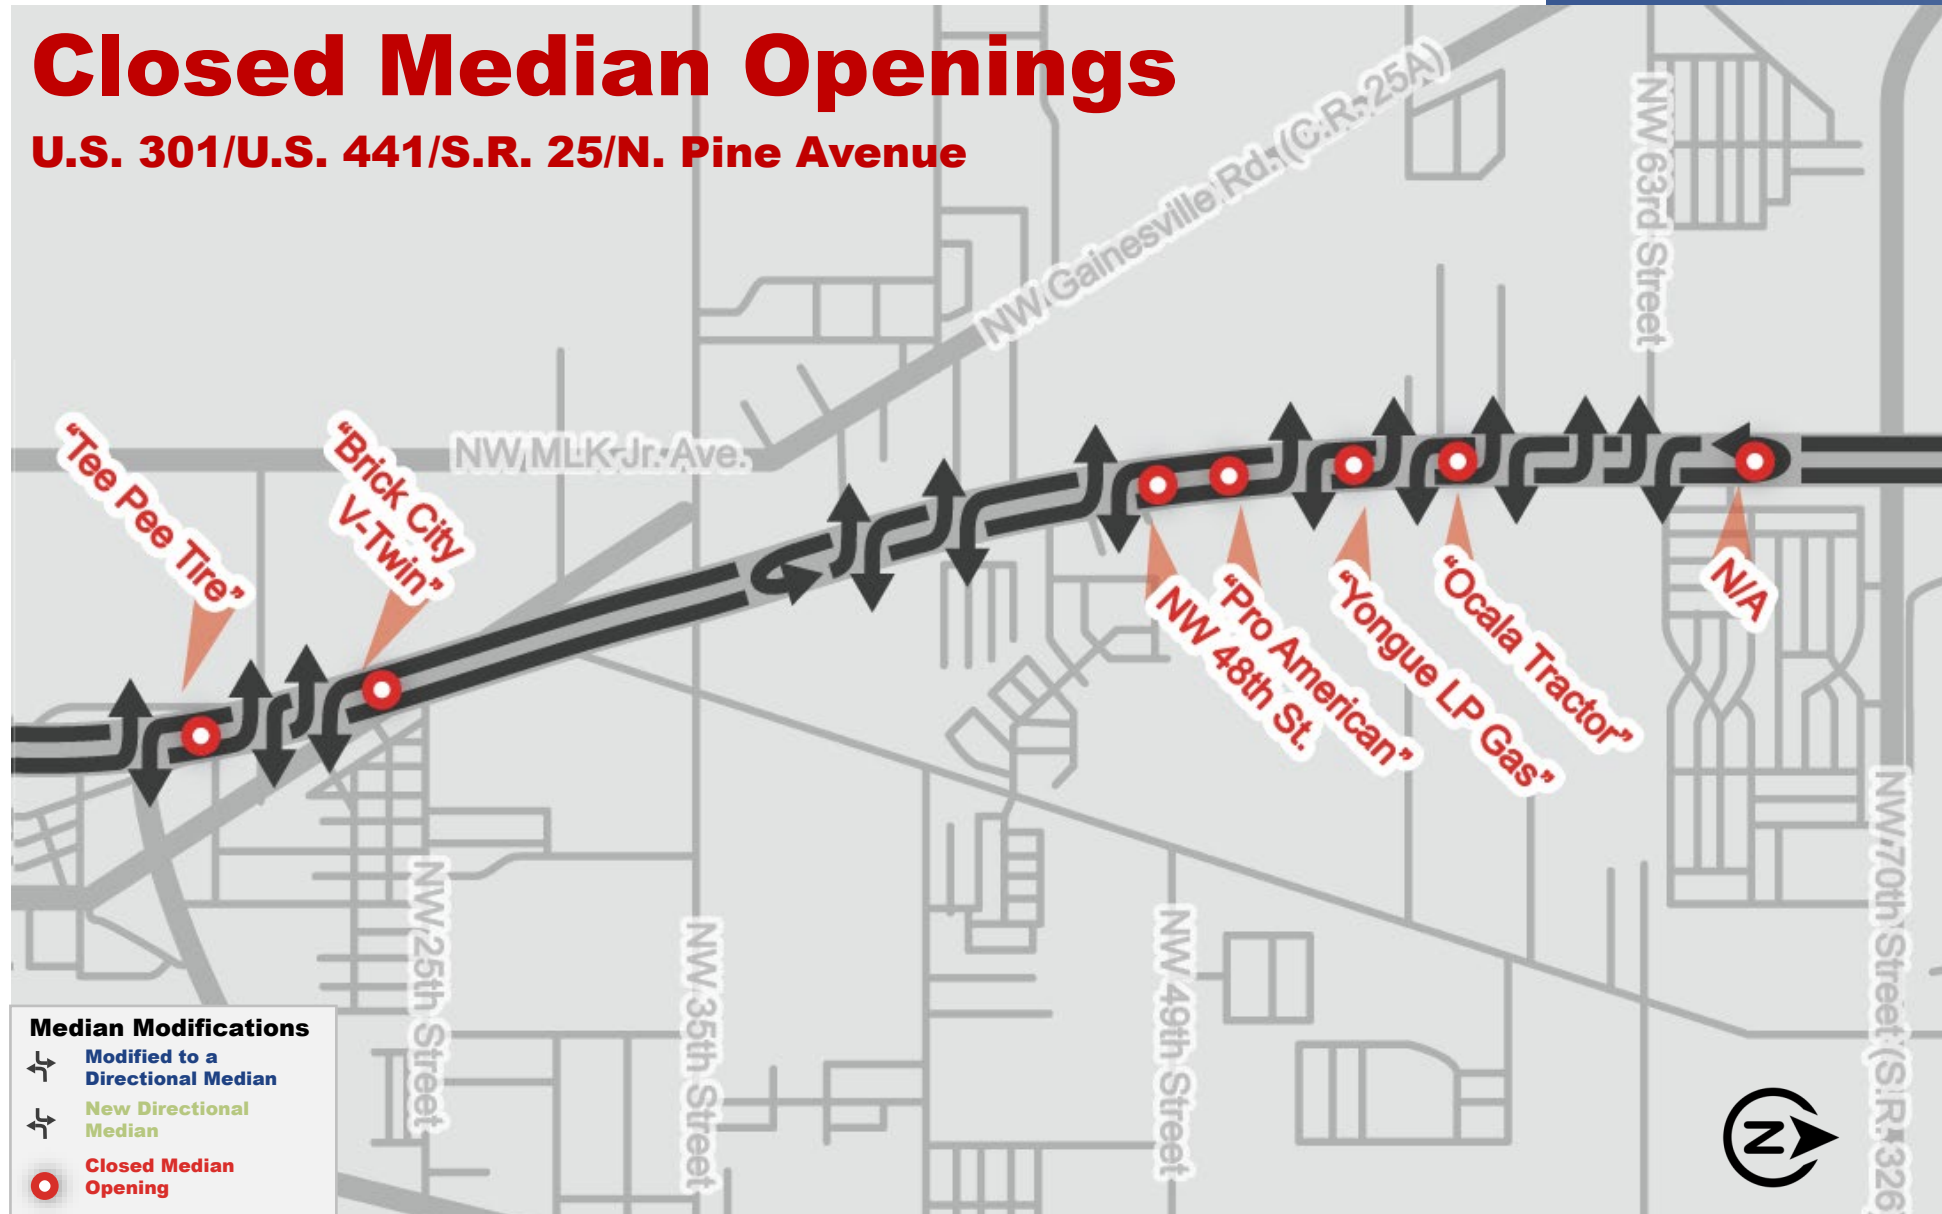 Closed Median Openings
U.S. 301/U.S. 441/S.R. 25/N. Pine Avenue
NW Gainesville Rd. (C.R. 25A)
NW 63rd Street
NW MLK Jr. Ave.
“Tee Pee Tire”
“Brick City
V-Twin”
NW 48th St.
“Pro American”
“Yongue LP Gas”
“Ocala Tractor”
N/A
NW 25th Street
NW 35th Street
NW 49th Street
NW 70th Street (S.R. 326
Median Modifications
Modified to a
Directional Median
New Directional
Median
Closed Median
Opening
N